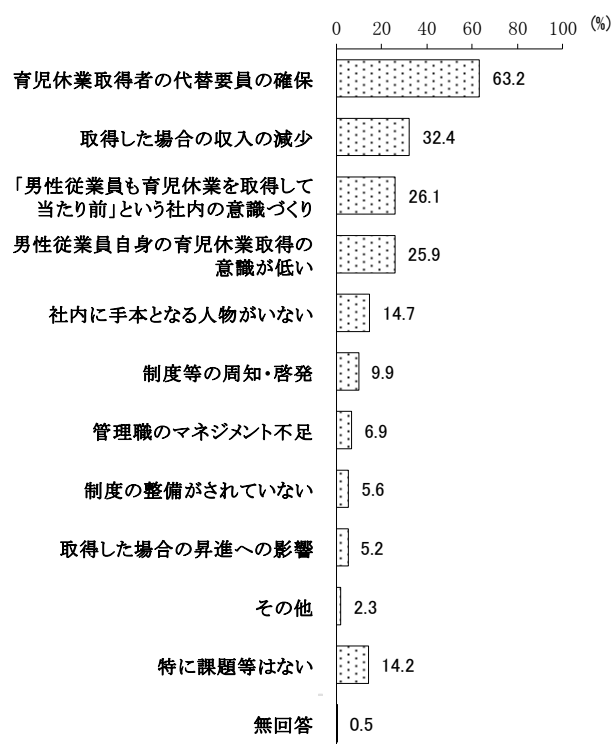 (%)
0 20 40 60 80 100
育児休業取得者の代替要員の確保 63.2
取得した場合の収入の減少 32.4
「男性従業員も育児休業を取得して
当たり前」という社内の意識づくり 26.1
男性従業員自身の育児休業取得の
意識が低い 25.9
社内に手本となる人物がいない 14.7
制度等の周知・啓発 9.9
管理職のマネジメント不足 6.9
制度の整備がされていない 5.6
取得した場合の昇進への影響 5.2
その他 2.3
特に課題等はない 14.2
無回答 0.5